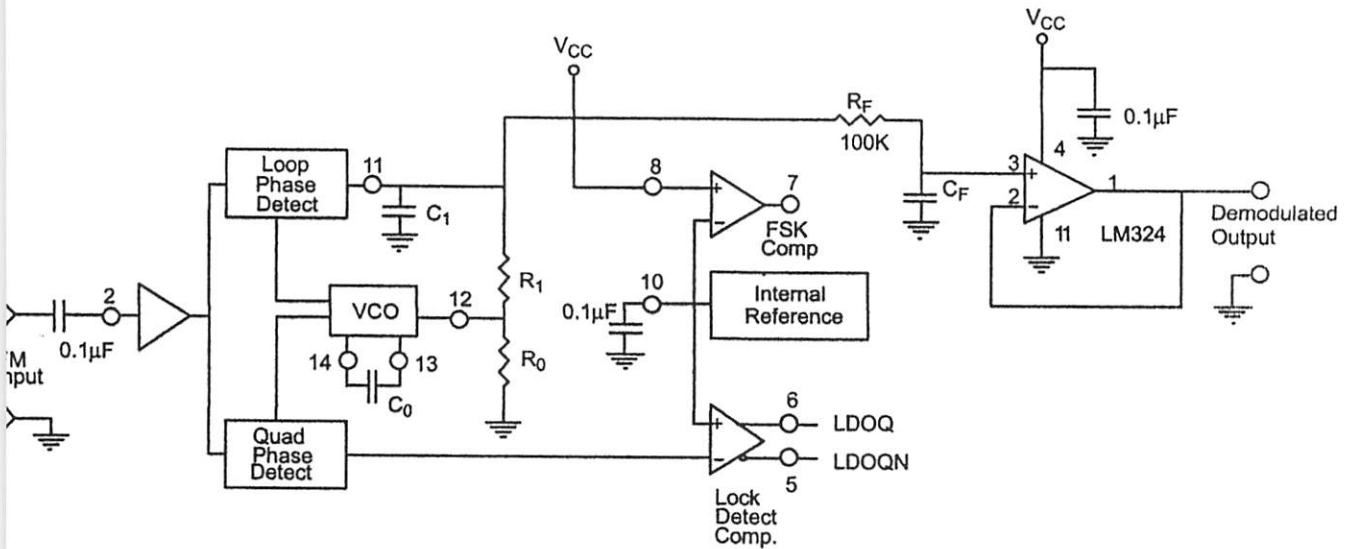 VCC
VCC
RF
100K
0.1µF
Loop
Phase
Detect
11
C1
8
7
FSK
Comp
3
4
2
1
11
LM324
CF
Demodulated
Output
R1
2
0.1µF
VCO
12
14
13
C0
R0
10
0.1µF
Internal
Reference
Quad
Phase
Detect
6
LDOQ
LDOQN
5
Lock
Detect
Comp.